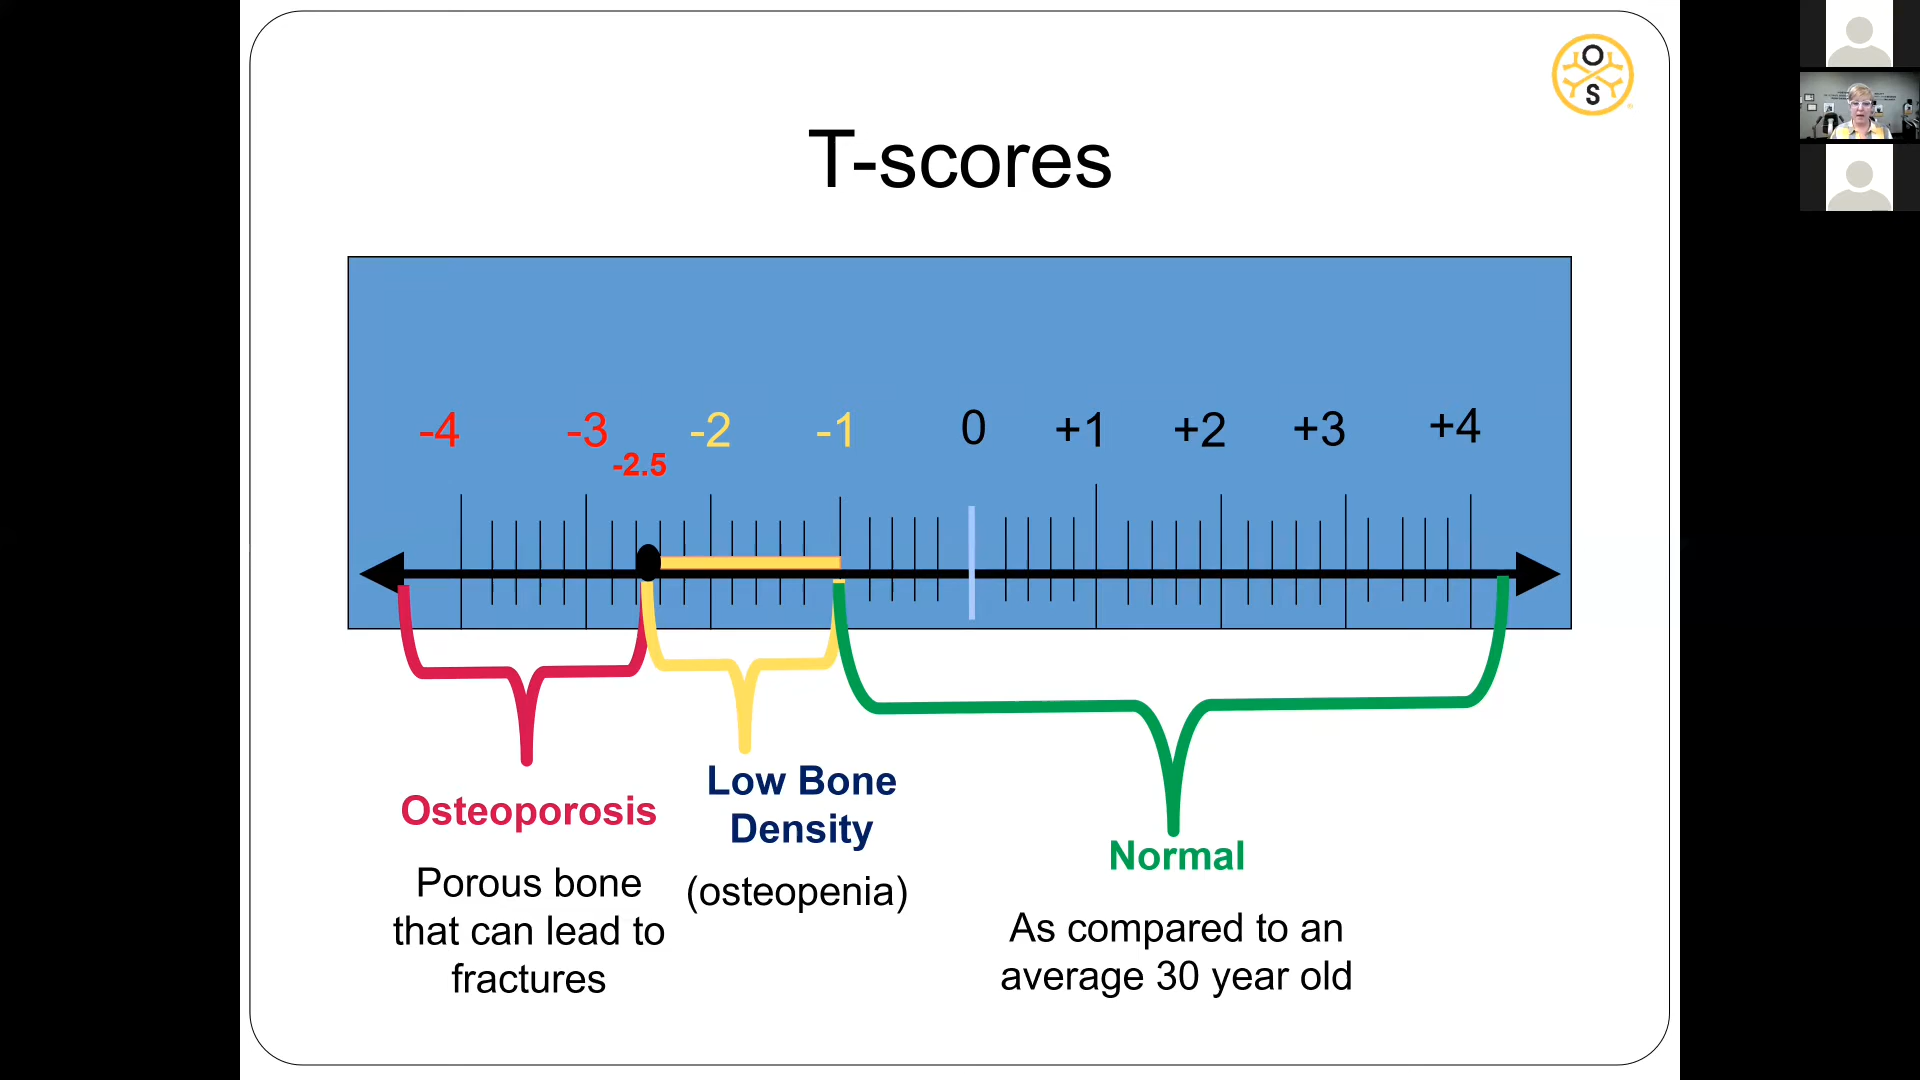 O
S
T-scores
-4 -3 -2 -1 0 +1 +2 +3 +4
-2.5
Osteoporosis
Porous bone
that can lead to
fractures
Low Bone
Density
(osteopenia)
Normal
As compared to an
average 30 year old